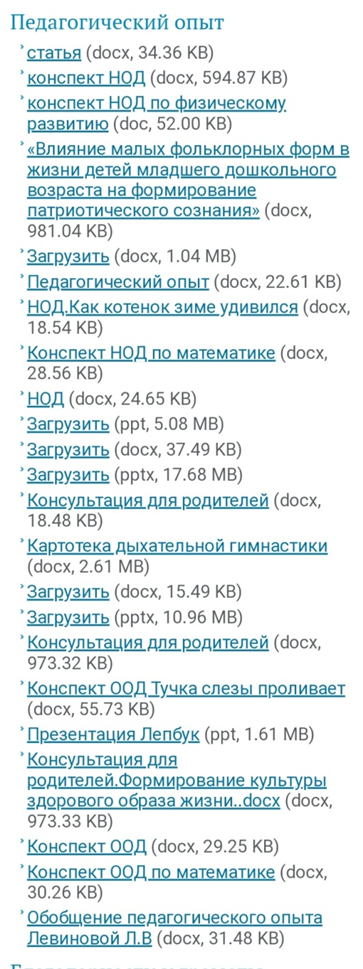 Педагогический опыт
статья (docx, 34.36 KB)
конспект НОД (docx, 594.87 KB)
конспект НОД по физическому
развитию (doc, 52.00 KB)
«Влияние малых фольклорных форм в
жизни детей младшего дошкольного
возраста на формирование
патриотического сознания» (docx,
981.04 KB)
Загрузить (docx, 1.04 MB)
Педагогический опыт (docx, 22.61 KB)
НОД.Как котенок зиме удивился (docx,
18.54 KB)
Конспект НОД по математике (docx,
28.56 KB)
НОД (docx, 24.65 KB)
Загрузить (ppt, 5.08 MB)
Загрузить (docx, 37.49 KB)
Загрузить (pptx, 17.68 MB)
Консультация для родителей (docx,
18.48 KB)
Картотека дыхательной гимнастики
(docx, 2.61 MB)
Загрузить (docx, 15.49 KB)
Загрузить (pptx, 10.96 MB)
Консультация для родителей (docx,
973.32 KB)
Конспект ООД Тучка слезы проливает
(docx, 55.73 KB)
Презентация Лепбук (ppt, 1.61 MB)
Консультация для
родителей.Формирование культуры
здорового образа жизни..docx (docx,
973.33 KB)
Конспект ООД (docx, 29.25 KB)
Конспект ООД по математике (docx,
30.26 KB)
Обобщение педагогического опыта
Левиновой Л.В (docx, 31.48 KB)